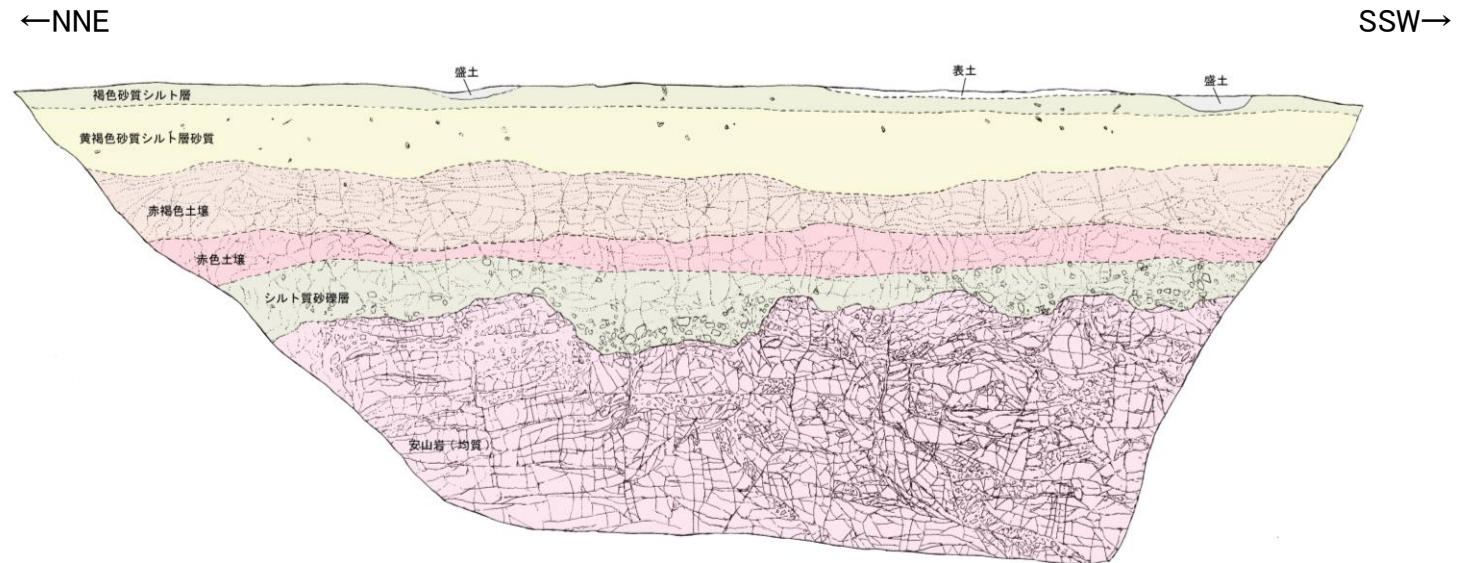 ←NNE
SSW→
盛土
表土
盛土
褐色砂質シルト層
黄褐色砂質シルト層砂質
赤褐色土壌
赤色土壌
シルト質砂礫層
安山岩(均質)